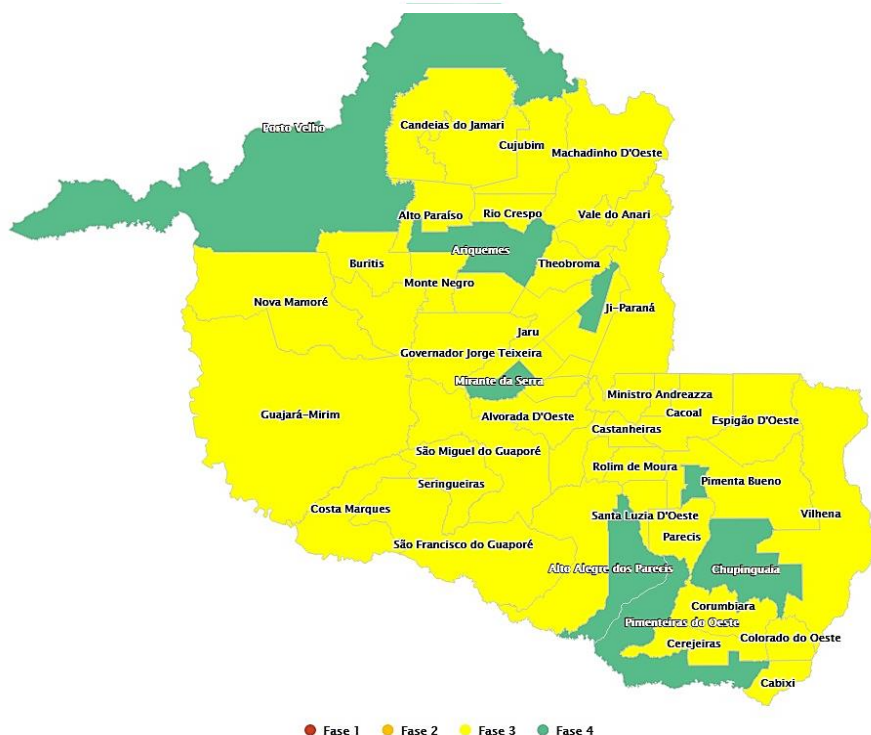 Porto Velho
Candeias do Jamari
Cujubim
Machadinho D'Oeste
Alto Paraíso
Rio Crespo
Vale do Anari
Ariquemes
Buritis
Theobroma
Monte Negro
Nova Mamoré
Ji-Paraná
Jaru
Governador Jorge Teixeira
Mirante da Serra
Ministro Andreazza
Guajará-Mirim
Cacoal
Alvorada D'Oeste
Espigão D'Oeste
Castanheiras
São Miguel do Guaporé
Rolim de Moura
Seringueiras
Pimenta Bueno
Costa Marques
Santa Luzia D'Oeste
Vilhena
Parecis
São Francisco do Guaporé
Alto Alegre dos Parecis
Chupinguaia
Corumbiara
Pimenteiras do Oeste
Colorado do Oeste
Cerejeiras
Cabixi
Fase 1 Fase 2 Fase 3 Fase 4